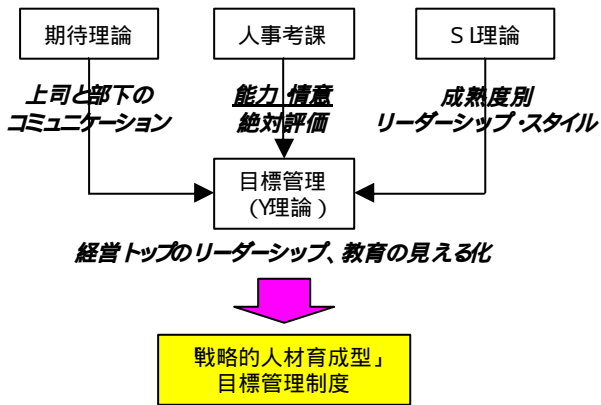 期待理論
人事考課
SL理論
上司と部下の
コミュニケーション
能力 情意
絶対評価
成熟度別
リーダーシップ・スタイル
目標管理
（Y理論）
経営トップのリーダーシップ、教育の見える化
「戦略的人材育成型」
目標管理制度